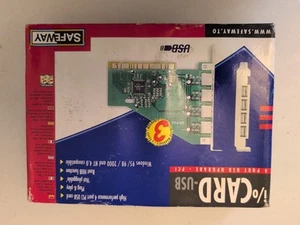 i/o CARD -USB
4 PORT USB UPGRADE - PCI
High performance 4 port PCI USB card
Plug & play
Hot pluggable
Root HUB function
Windows 95 / 98 / 2000 and NT 4.0 compatible
3
USB
SAFEWAY
WWW.SAFEWAY.TO